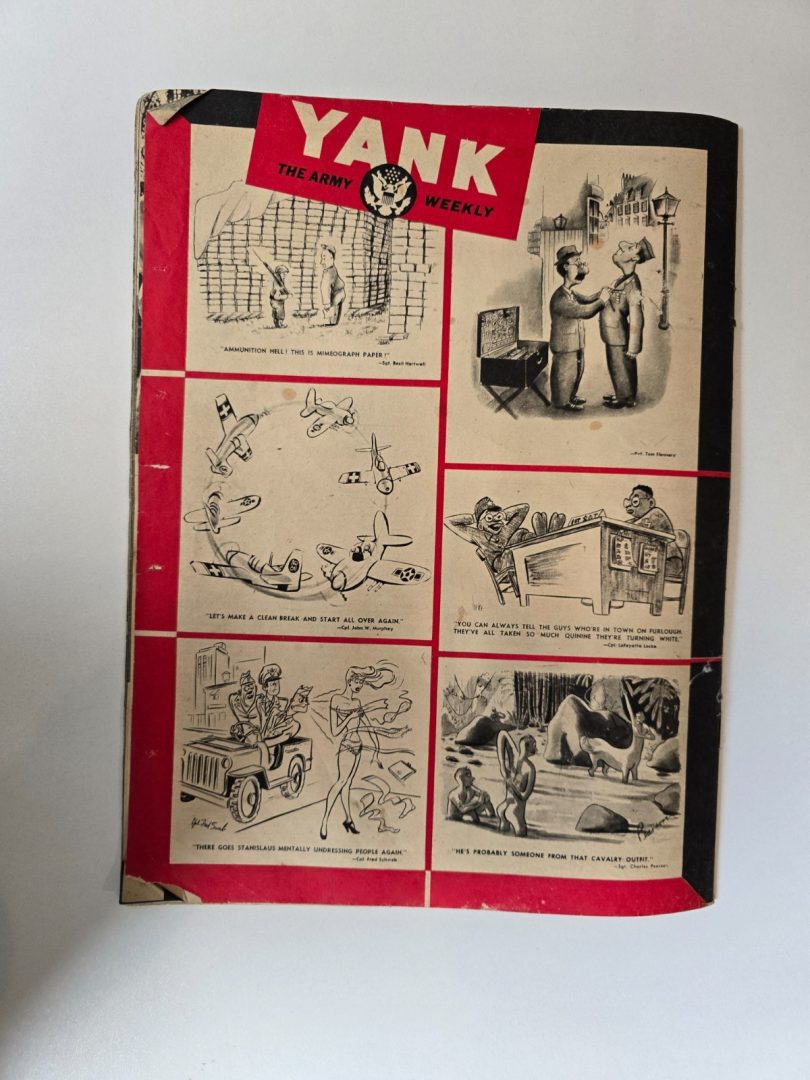 YANK
THE ARMY WEEKLY
"AMMUNITION HELL! THIS IS MIMEOGRAPH PAPER!"
—Sgt. Basil Hartwell
—Pvt. Tom Flannery
"LET'S MAKE A CLEAN BREAK AND START ALL OVER AGAIN."
—Cpl. John W. Murphey
1ST SGT.
"YOU CAN ALWAYS TELL THE GUYS WHO'RE IN TOWN ON FURLOUGH.
THEY'VE ALL TAKEN SO MUCH QUININE THEY'RE TURNING WHITE."
—Cpl. Lafayette Locke
"THERE GOES STANISLAUS MENTALLY UNDRESSING PEOPLE AGAIN."
—Cpl. Fred Schwab
"HE'S PROBABLY SOMEONE FROM THAT CAVALRY OUTFIT."
—Sgt. Charles Pearson